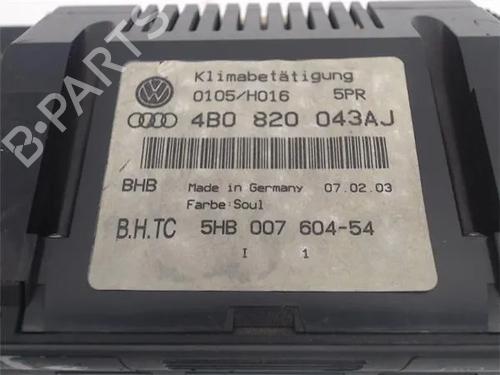 Klimabetätigung
0105/H016 5PR
4B0 820 043AJ
BHB Made in Germany 07.02.03
Farbe:Soul
B.H.TC 5HB 007 604-54
I 1